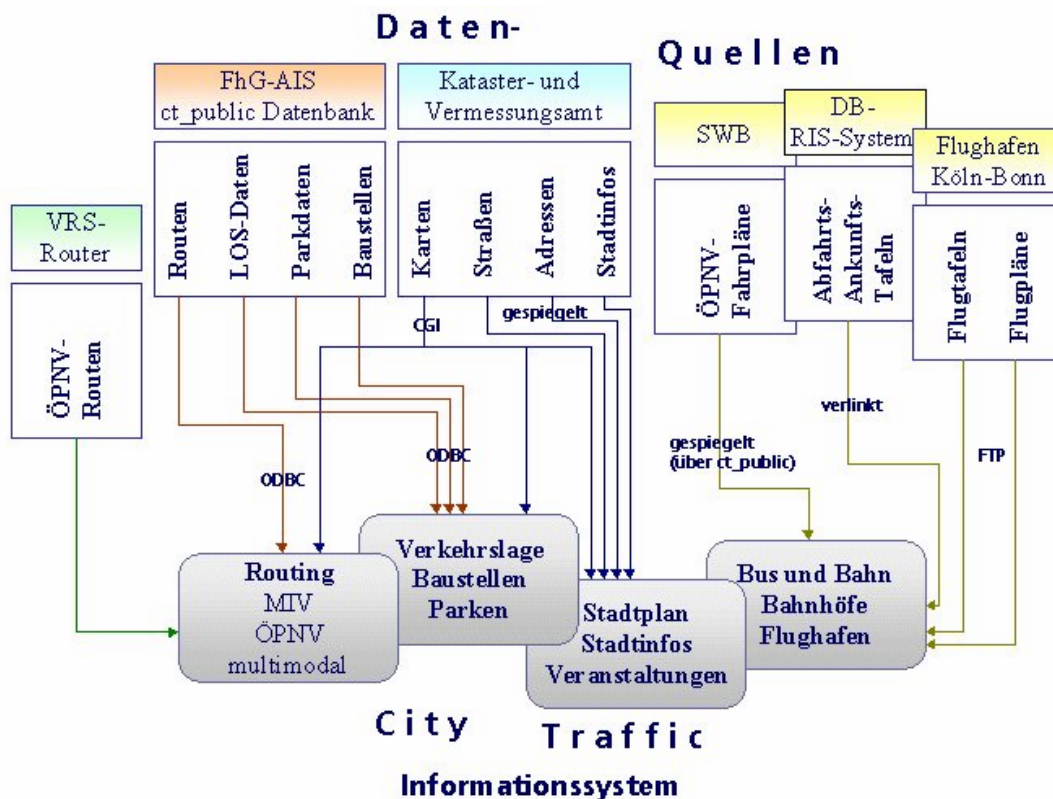 Daten-
Quellen
FhG-AIS
ct_public Datenbank
Kataster- und
Vermessungsamt
SWB
DB-
RIS-System
Flughafen
Köln-Bonn
VRS-
Router
Routen
LOS-Daten
Parkdaten
Baustellen
Karten
Straßen
Adressen
Stadtinfos
ÖPNV-
Fahrpläne
Abfahrts-
Ankunfts-
Tafeln
Flugtafeln
Flugpläne
ÖPNV-
Routen
CGI
gespiegelt
verlinkt
gespiegelt
(über ct_public)
FTP
ODBC
ODBC
Routing
MIV
ÖPNV
multimodal
Verkehrslage
Baustellen
Parken
Stadtplan
Stadtinfos
Veranstaltungen
Bus und Bahn
Bahnhöfe
Flughafen
City
Traffic
Informationssystem